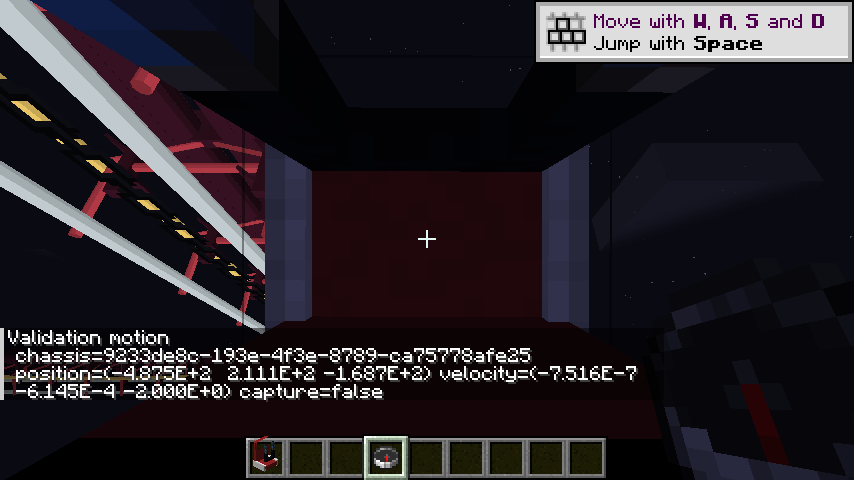 Move with W, A, S and D
Jump with Space
Validation motion
chassis=9233de8c-193e-4f3e-8789-ca75778afe25
position=(-4.875E+2 2.111E+2 -1.687E+2) velocity=(-7.516E-7
-6.145E-4 -2.000E+0) capture=false